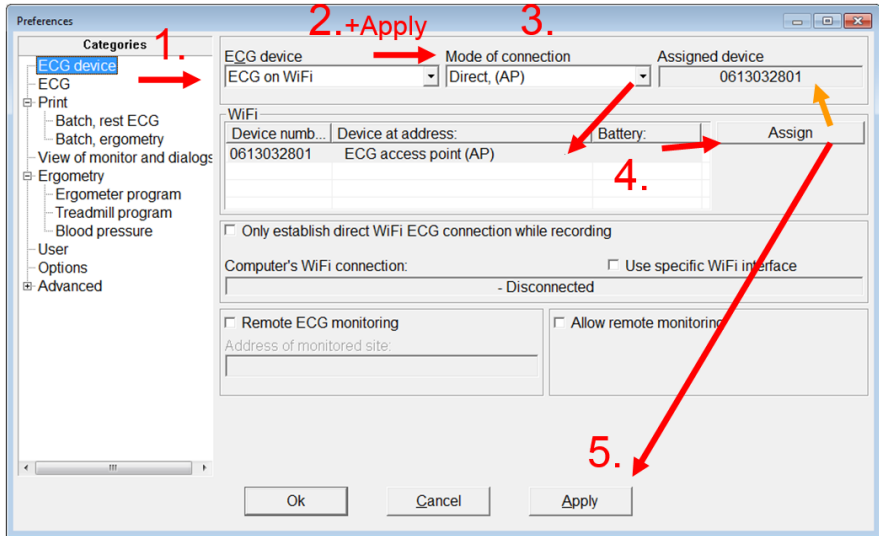 Preferences
Categories
1.
2.+Apply
3.
ECG device
ECG
Print
Batch, rest ECG
Batch, ergometry
View of monitor and dialogs
Ergometry
Ergometer program
Treadmill program
Blood pressure
User
Options
Advanced
ECG device
Mode of connection
Assigned device
ECG on WiFi
Direct, (AP)
0613032801
WiFi
Device numb... Device at address: Battery:
Assign
0613032801 ECG access point (AP)
4.
Only establish direct WiFi ECG connection while recording
Computer's WiFi connection:
Use specific WiFi interface
- Disconnected
Remote ECG monitoring
Allow remote monitoring
Address of monitored site:
5.
Ok
Cancel
Apply